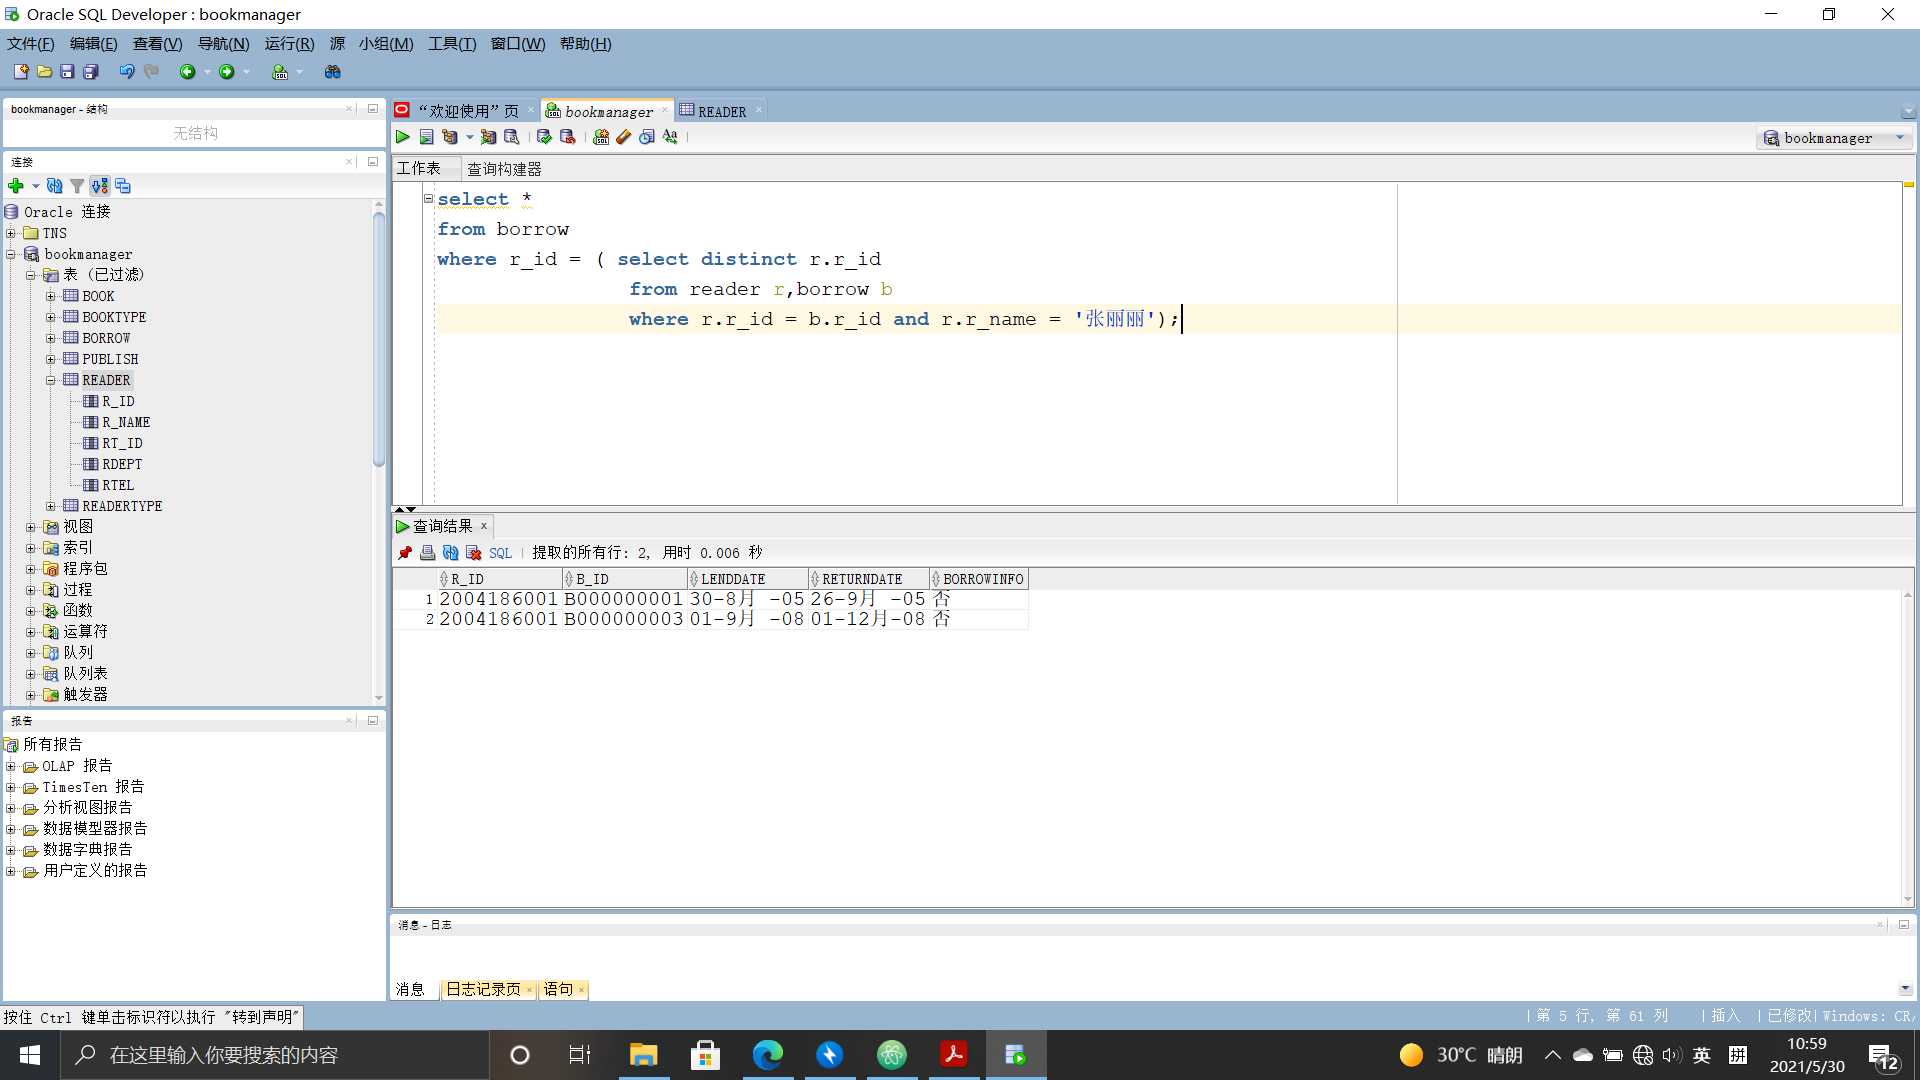 Oracle SQL Developer : bookmanager
文件(F) 编辑(E) 查看(V) 导航(N) 运行(R) 源 小组(M) 工具(T) 窗口(W) 帮助(H)
bookmanager - 结构
无结构
连接
Oracle 连接
TNS
bookmanager
表 (已过滤)
BOOK
BOOKTYPE
BORROW
PUBLISH
READER
R_ID
R_NAME
RT_ID
RDEPT
RTEL
READERTYPE
视图
索引
程序包
过程
函数
运算符
队列
队列表
触发器
报告
所有报告
OLAP 报告
TimesTen 报告
分析视图报告
数据模型器报告
数据字典报告
用户定义的报告
“欢迎使用”页 bookmanager READER
bookmanager
工作表 查询构建器
select *
from borrow
where r_id = ( select distinct r.r_id
from reader r,borrow b
where r.r_id = b.r_id and r.r_name = '张丽丽');
查询结果
SQL | 提取的所有行: 2, 用时 0.006 秒
R_ID B_ID LENDDATE RETURNDATE BORROWINFO
1 2004186001 B000000001 30-8月 -05 26-9月 -05 否
2 2004186001 B000000003 01-9月 -08 01-12月-08 否
消息 - 日志
消息 日志记录页 语句
按住 Ctrl 键单击标识符以执行 "转到声明"
| 第 5 行, 第 61 列 | 插入 | 已修改| Windows: CR/
在这里输入你要搜索的内容
30°C 晴朗
英 拼
10:59
2021/5/30
12